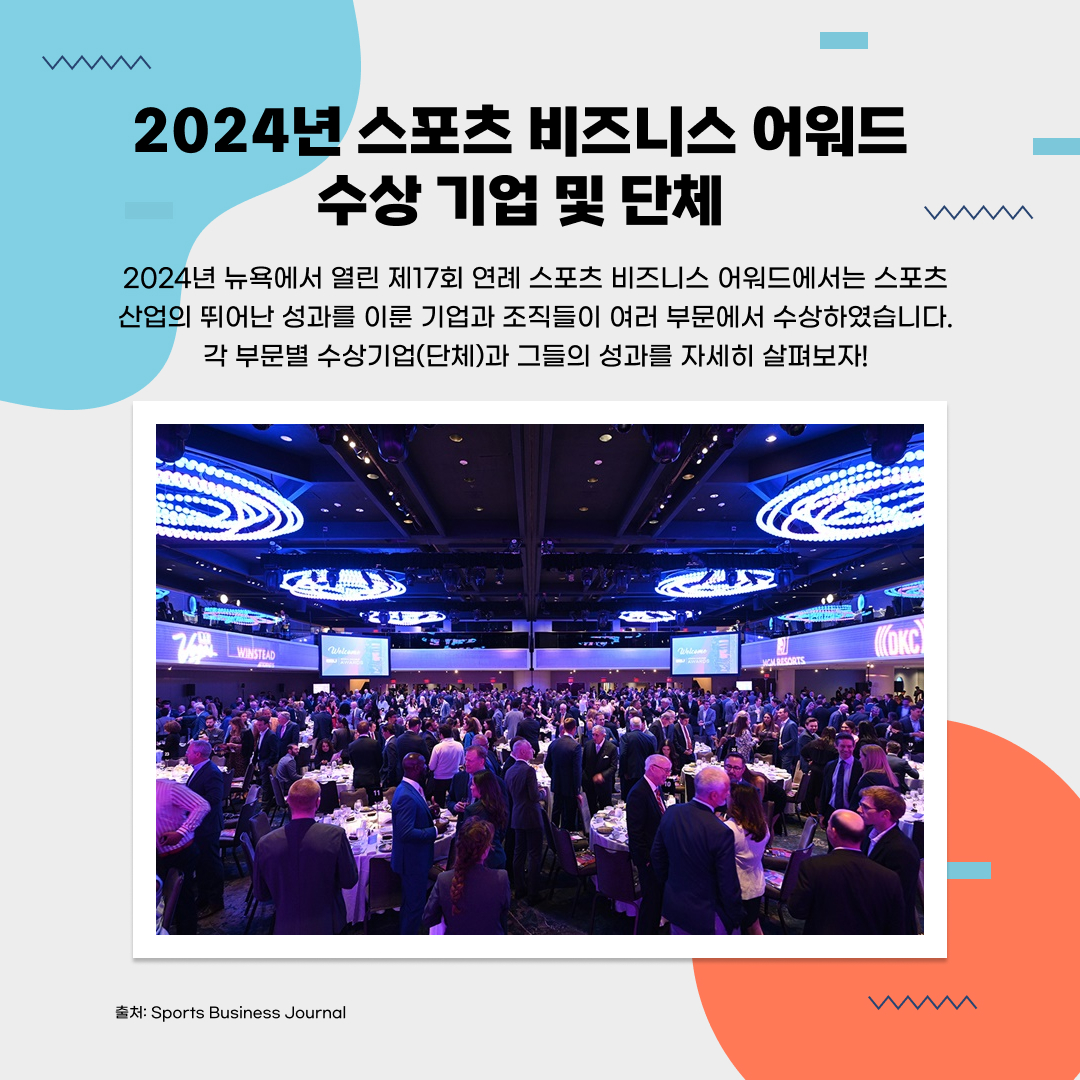 2024년 스포츠 비즈니스 어워드
수상 기업 및 단체
2024년 뉴욕에서 열린 제17회 연례 스포츠 비즈니스 어워드에서는 스포츠
산업의 뛰어난 성과를 이룬 기업과 조직들이 여러 부문에서 수상하였습니다.
각 부문별 수상기업(단체)과 그들의 성과를 자세히 살펴보자!
WINSTEAD
Welcome
Welcome
MGM RESORTS
DKC
출처: Sports Business Journal